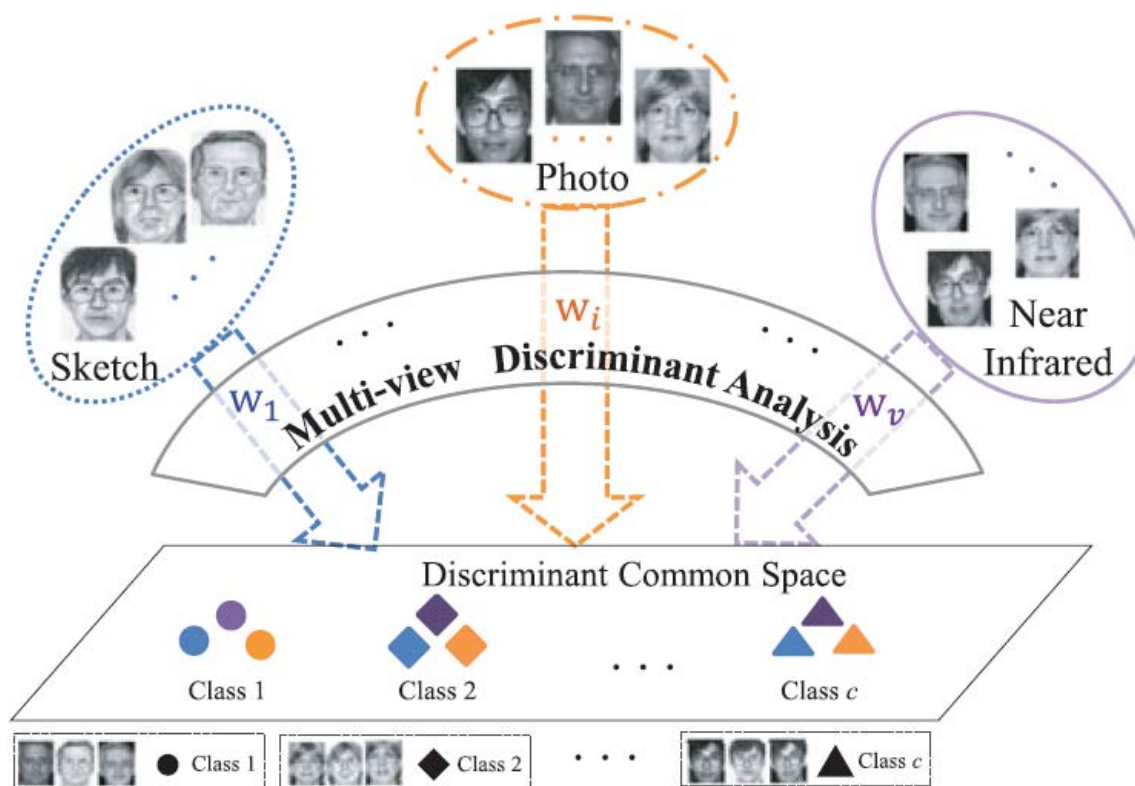 Photo
Sketch
Near
Infrared
w₁
wᵢ
wᵥ
. . .
. . .
Multi-view Discriminant Analysis
Discriminant Common Space
. . .
Class 1
Class 2
Class c
Class 1
Class 2
. . .
Class c